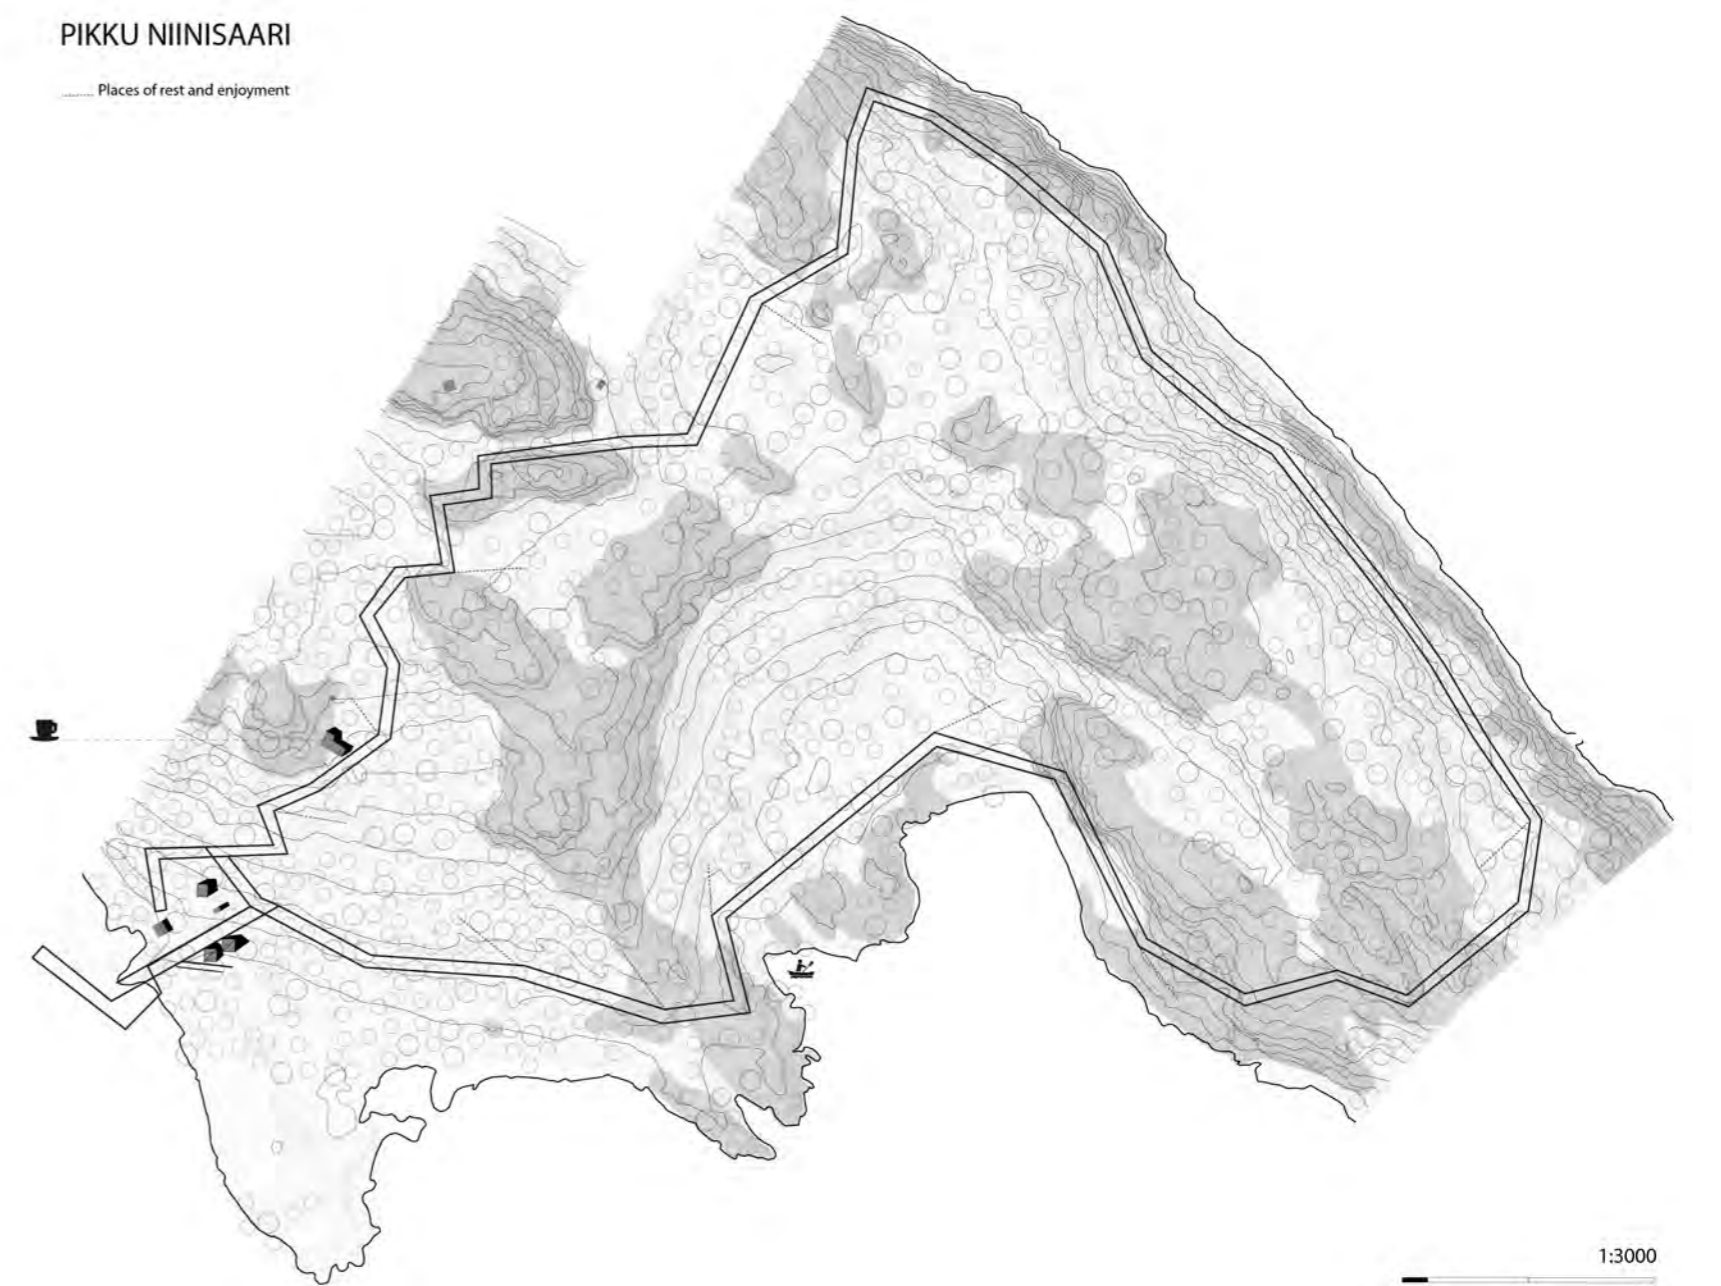 PIKKU NIINISAARI
Places of rest and enjoyment
1:3000